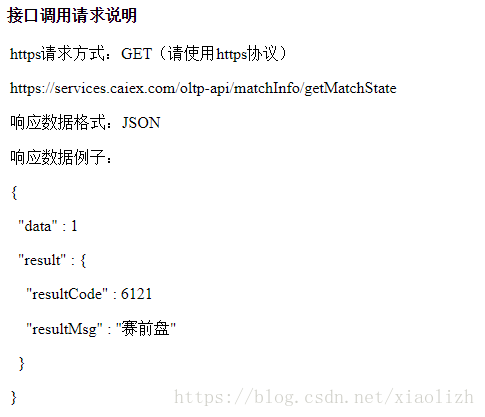 接口调用请求说明
https请求方式：GET（请使用https协议）
https://services.caiex.com/oltp-api/matchInfo/getMatchState
响应数据格式：JSON
响应数据例子：
{
"data" : 1
"result" : {
"resultCode" : 6121
"resultMsg" : "赛前盘"
}
}
https://blog.csdn.net/xiaolizh